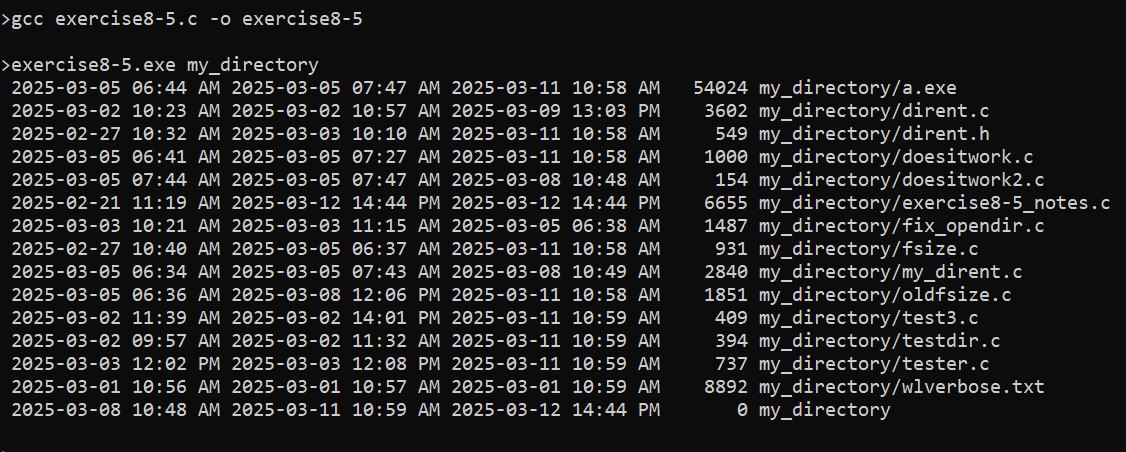 >gcc exercise8-5.c -o exercise8-5
>exercise8-5.exe my_directory
2025-03-05 06:44 AM 2025-03-05 07:47 AM 2025-03-11 10:58 AM   54024 my_directory/a.exe
2025-03-02 10:23 AM 2025-03-02 10:57 AM 2025-03-09 13:03 PM    3602 my_directory/dirent.c
2025-02-27 10:32 AM 2025-03-03 10:10 AM 2025-03-11 10:58 AM     549 my_directory/dirent.h
2025-03-05 06:41 AM 2025-03-05 07:27 AM 2025-03-11 10:58 AM    1000 my_directory/doesitwork.c
2025-03-05 07:44 AM 2025-03-05 07:47 AM 2025-03-08 10:48 AM     154 my_directory/doesitwork2.c
2025-02-21 11:19 AM 2025-03-12 14:44 PM 2025-03-12 14:44 PM    6655 my_directory/exercise8-5_notes.c
2025-03-03 10:21 AM 2025-03-03 11:15 AM 2025-03-05 06:38 AM    1487 my_directory/fix_opendir.c
2025-02-27 10:40 AM 2025-03-05 06:37 AM 2025-03-11 10:58 AM     931 my_directory/fsize.c
2025-03-05 06:34 AM 2025-03-05 07:43 AM 2025-03-08 10:49 AM    2840 my_directory/my_dirent.c
2025-03-05 06:36 AM 2025-03-08 12:06 PM 2025-03-11 10:58 AM    1851 my_directory/oldfsize.c
2025-03-02 11:39 AM 2025-03-02 14:01 PM 2025-03-11 10:59 AM     409 my_directory/test3.c
2025-03-02 09:57 AM 2025-03-02 11:32 AM 2025-03-11 10:59 AM     394 my_directory/testdir.c
2025-03-03 12:02 PM 2025-03-03 12:08 PM 2025-03-11 10:59 AM     737 my_directory/tester.c
2025-03-01 10:56 AM 2025-03-01 10:57 AM 2025-03-01 10:59 AM    8892 my_directory/wlverbose.txt
2025-03-08 10:48 AM 2025-03-11 10:59 AM 2025-03-12 14:44 PM       0 my_directory